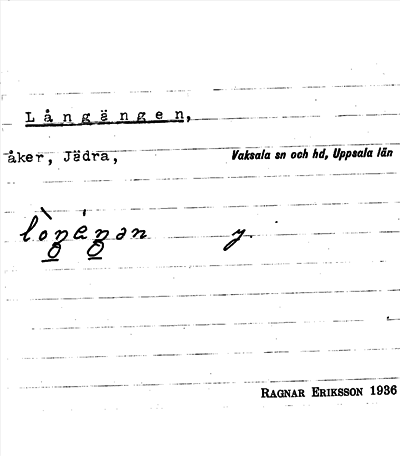 Långängen,
åker, Jädra, Vaksala sn och hd, Uppsala län
y.
RAGNAR ERIKSSON 1936